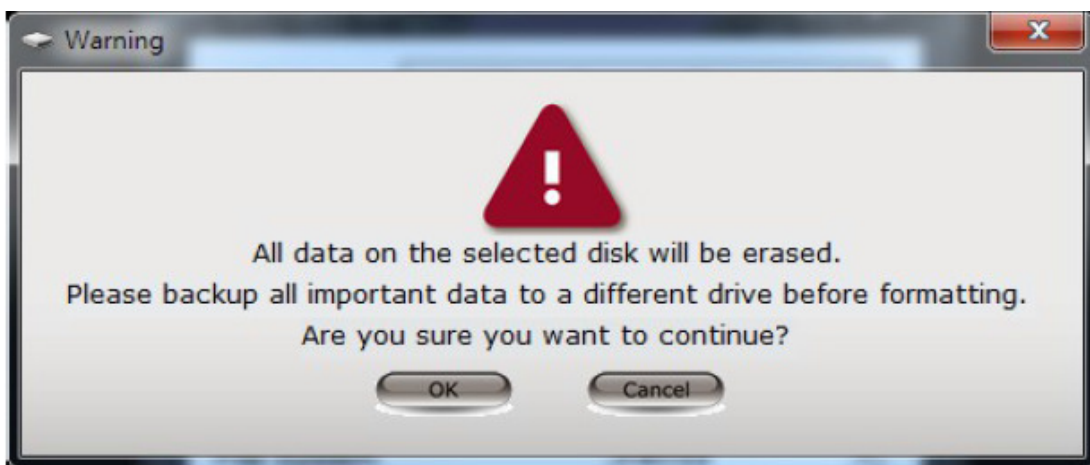 Warning
All data on the selected disk will be erased.
Please backup all important data to a different drive before formatting.
Are you sure you want to continue?
OK
Cancel